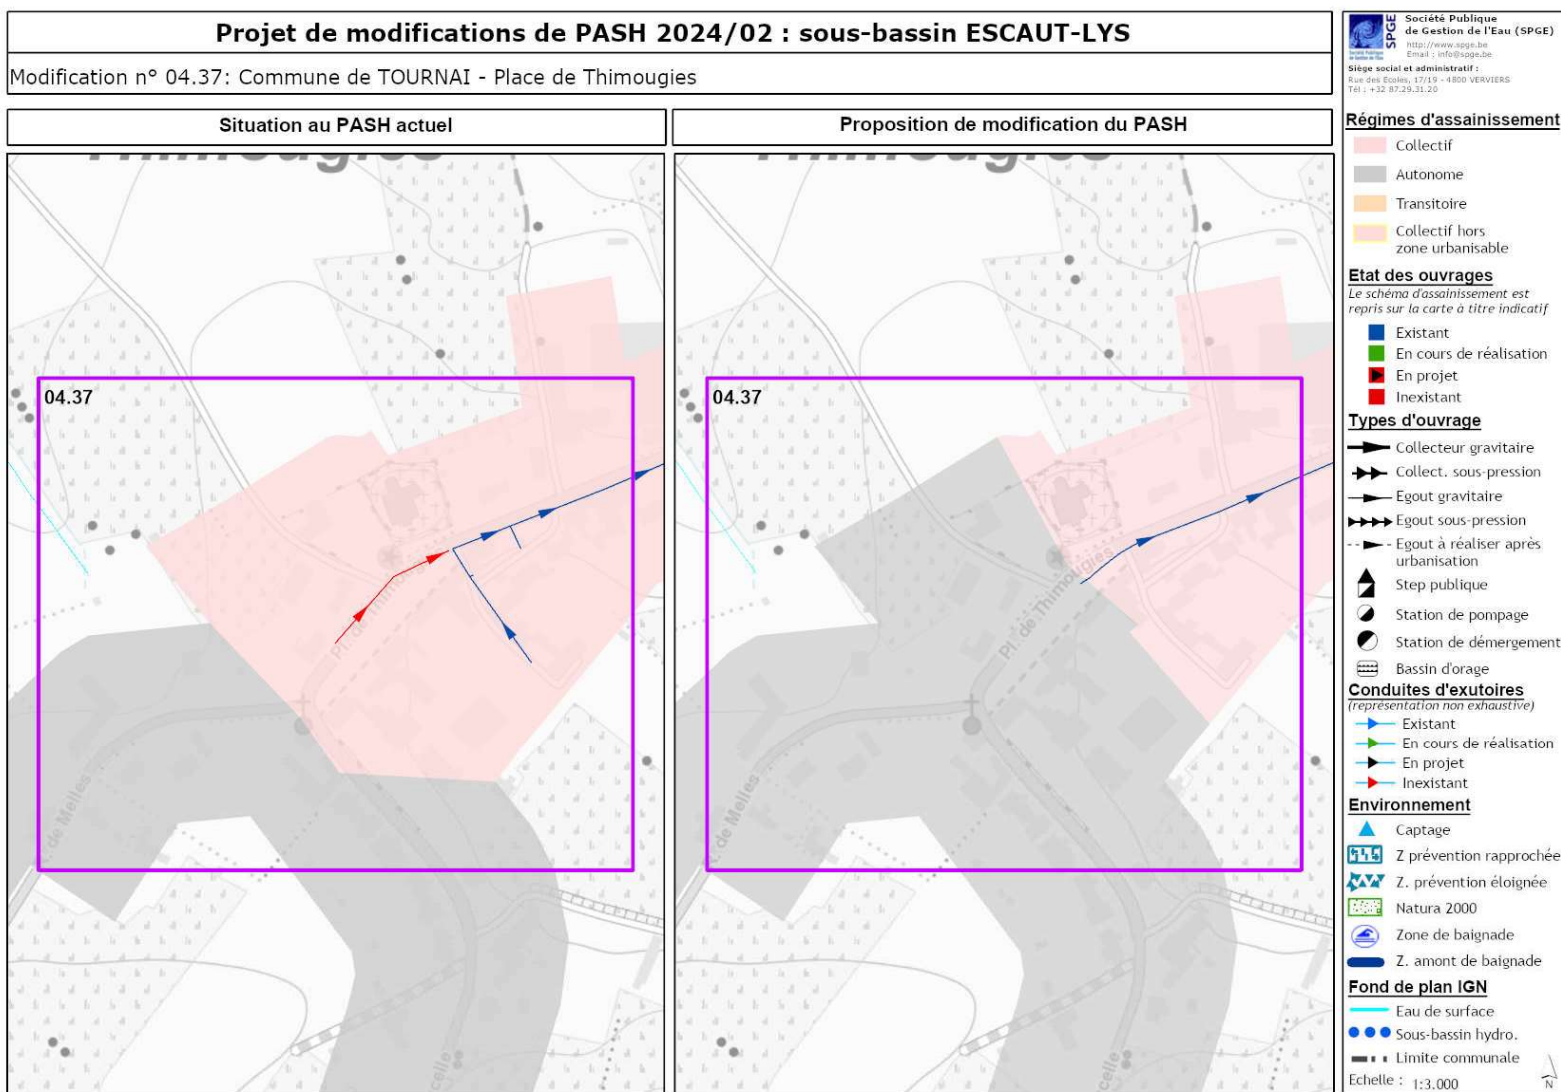 Projet de modifications de PASH 2024/02 : sous-bassin ESCAUT-LYS
Modification n° 04.37: Commune de TOURNAI - Place de Thimougies
Situation au PASH actuel
Proposition de modification du PASH
Thimougies
Thimougies
04.37
04.37
Pl. de Thimougies
Pl. de Thimougies
de Melles
de Melles
SPGE
Société Publique
de Gestion de l'Eau (SPGE)
http://www.spge.be
Email : info@spge.be
Société Publique
de Gestion de l'Eau
Siège social et administratif :
Rue des Écoles, 17/19 - 4800 VERVIERS
Tél : +32 87.29.31.20
Régimes d'assainissement
Collectif
Autonome
Transitoire
Collectif hors
zone urbanisable
Etat des ouvrages
Le schéma d'assainissement est
repris sur la carte à titre indicatif
Existant
En cours de réalisation
En projet
Inexistant
Types d'ouvrage
Collecteur gravitaire
Collect. sous-pression
Egout gravitaire
Egout sous-pression
Egout à réaliser après
urbanisation
Step publique
Station de pompage
Station de démergement
Bassin d'orage
Conduites d'exutoires
(représentation non exhaustive)
Existant
En cours de réalisation
En projet
Inexistant
Environnement
Captage
Z prévention rapprochée
Z. prévention éloignée
Natura 2000
Zone de baignade
Z. amont de baignade
Fond de plan IGN
Eau de surface
Sous-bassin hydro.
Limite communale
Echelle : 1:3.000